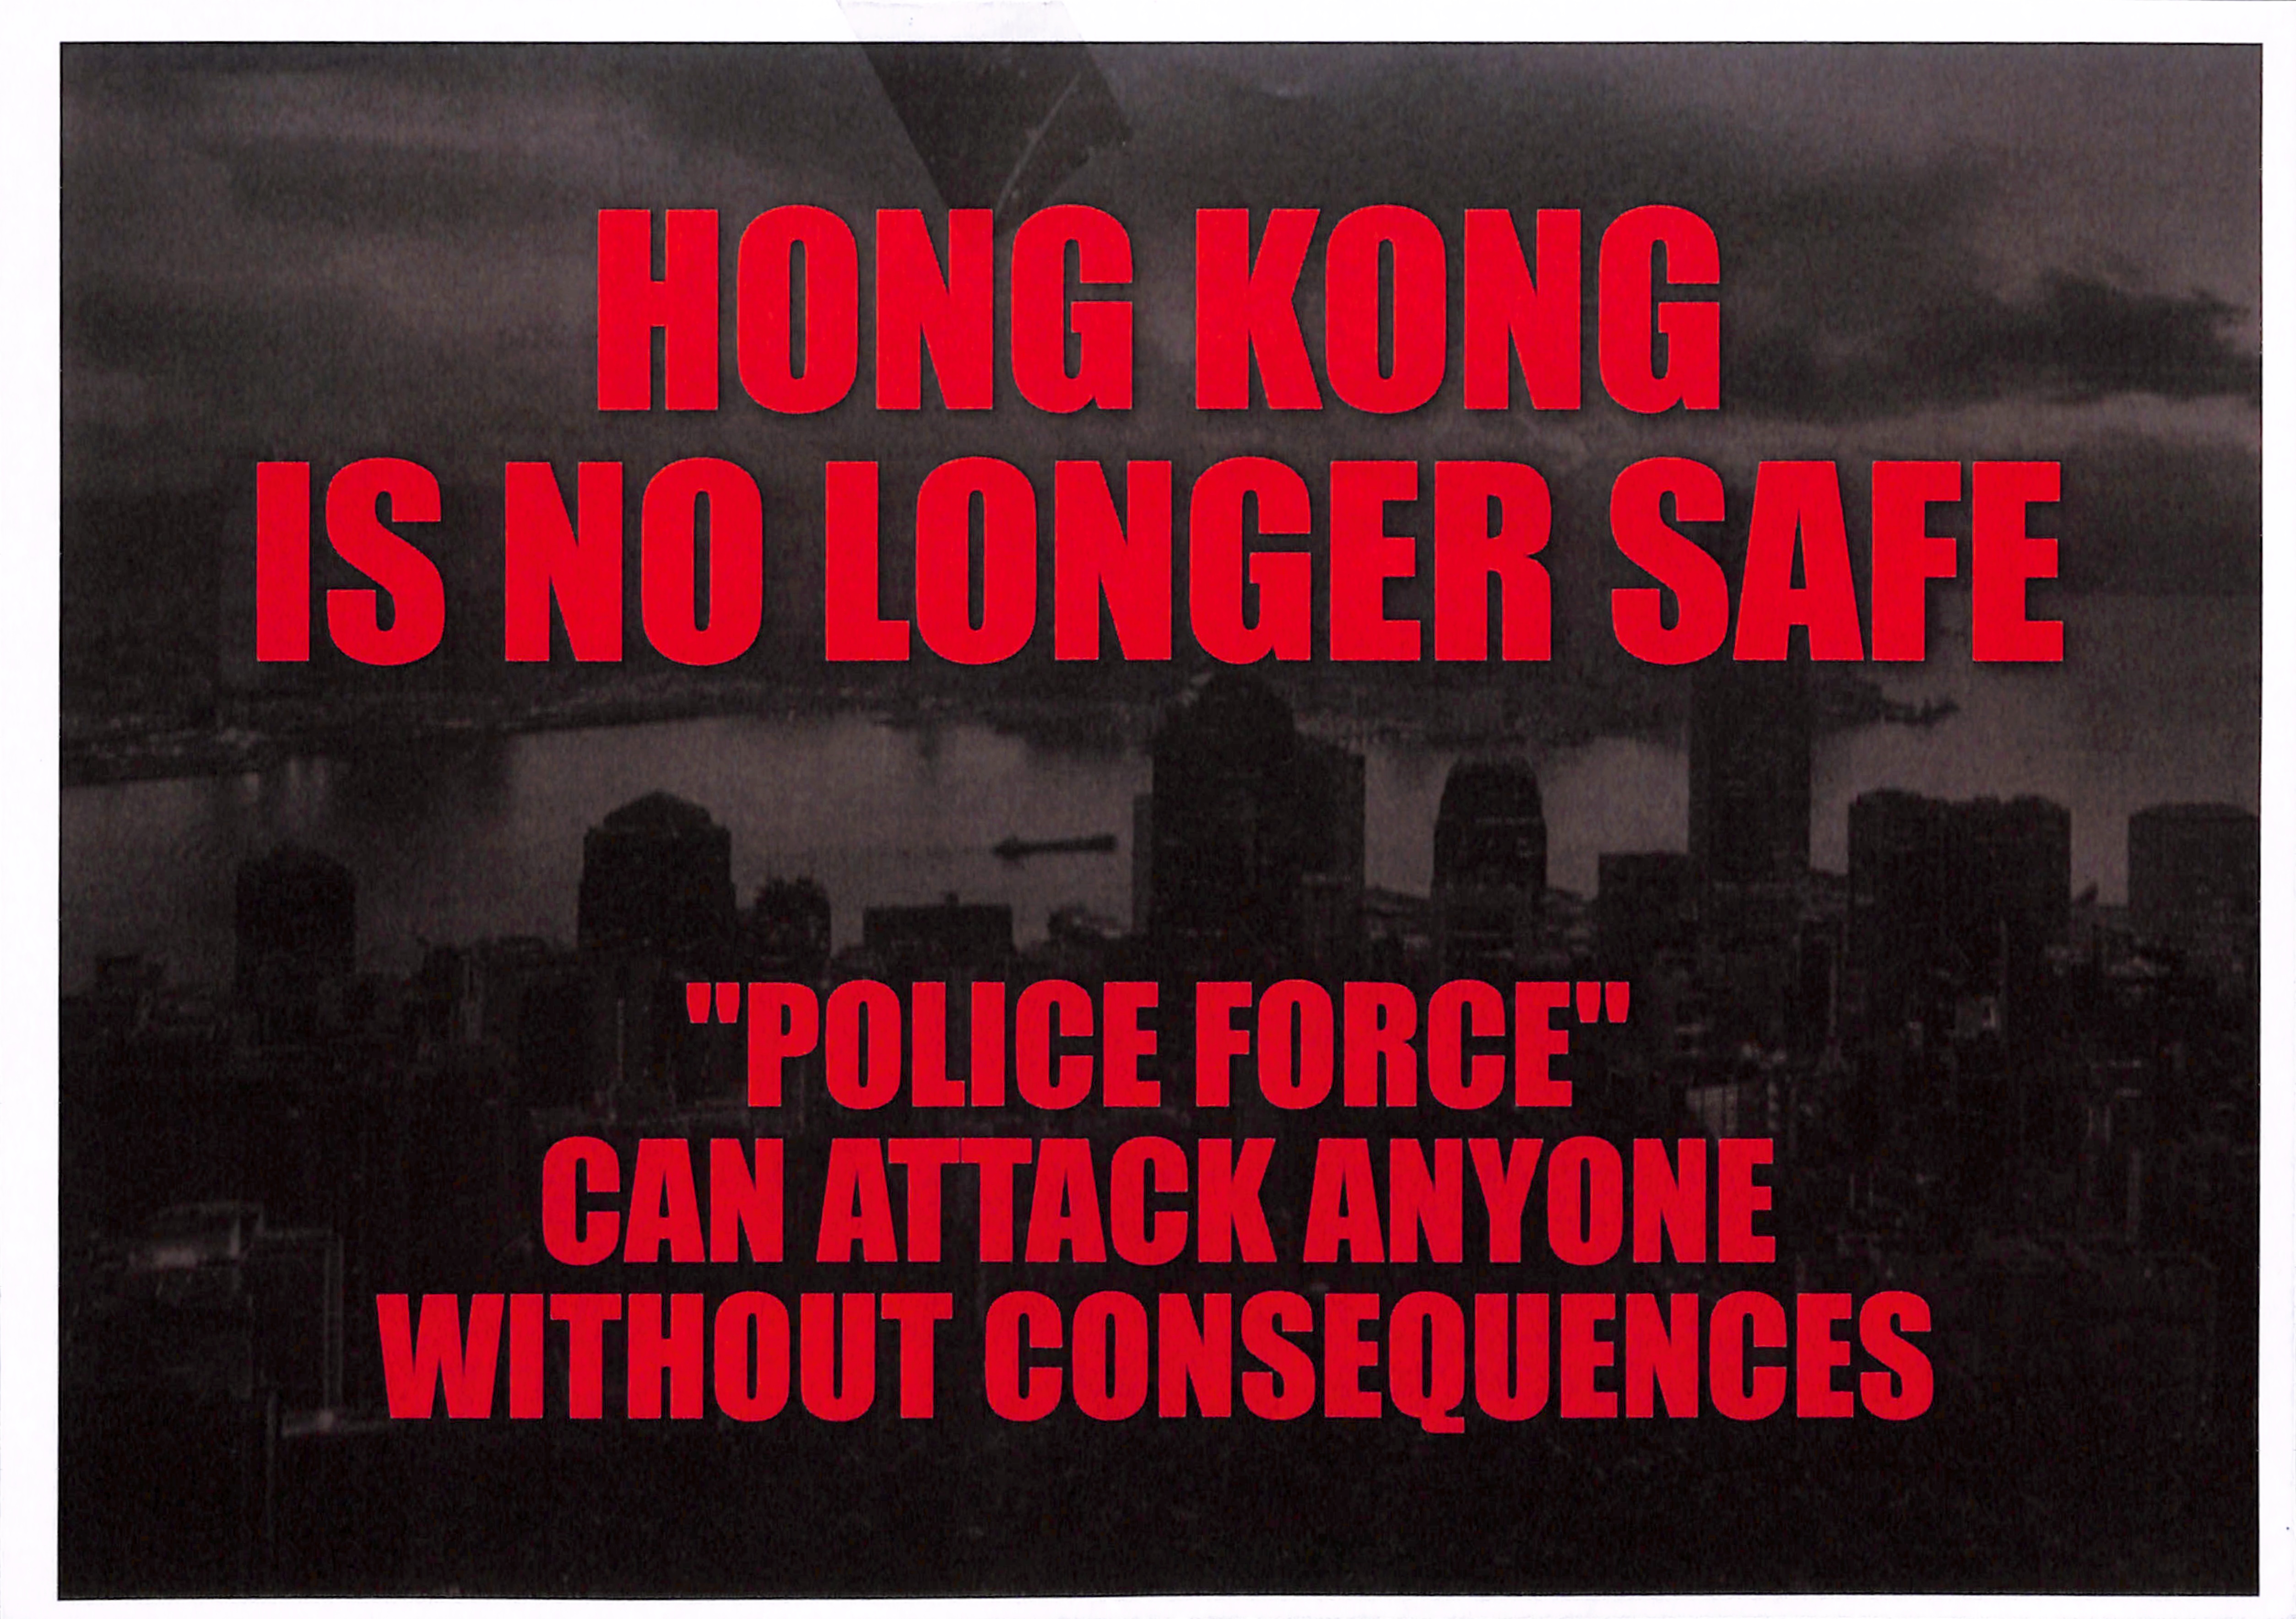 HONG KONG
IS NO LONGER SAFE
"POLICE FORCE"
CAN ATTACK ANYONE
WITHOUT CONSEQUENCES